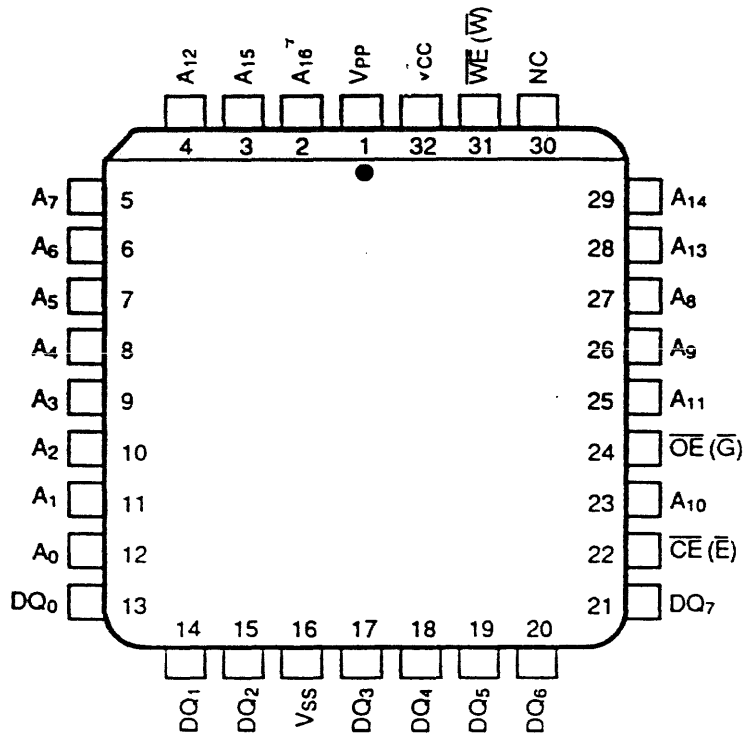 A12 A15 A16 VPP VCC W̅E̅ (W̅) NC
4 3 2 1 32 31 30
A7 5 29 A14
A6 6 28 A13
A5 7 27 A8
A4 8 26 A9
A3 9 25 A11
A2 10 24 O̅E̅ (G̅)
A1 11 23 A10
A0 12 22 C̅E̅ (E̅)
DQ0 13 21 DQ7
14 15 16 17 18 19 20
DQ1 DQ2 VSS DQ3 DQ4 DQ5 DQ6